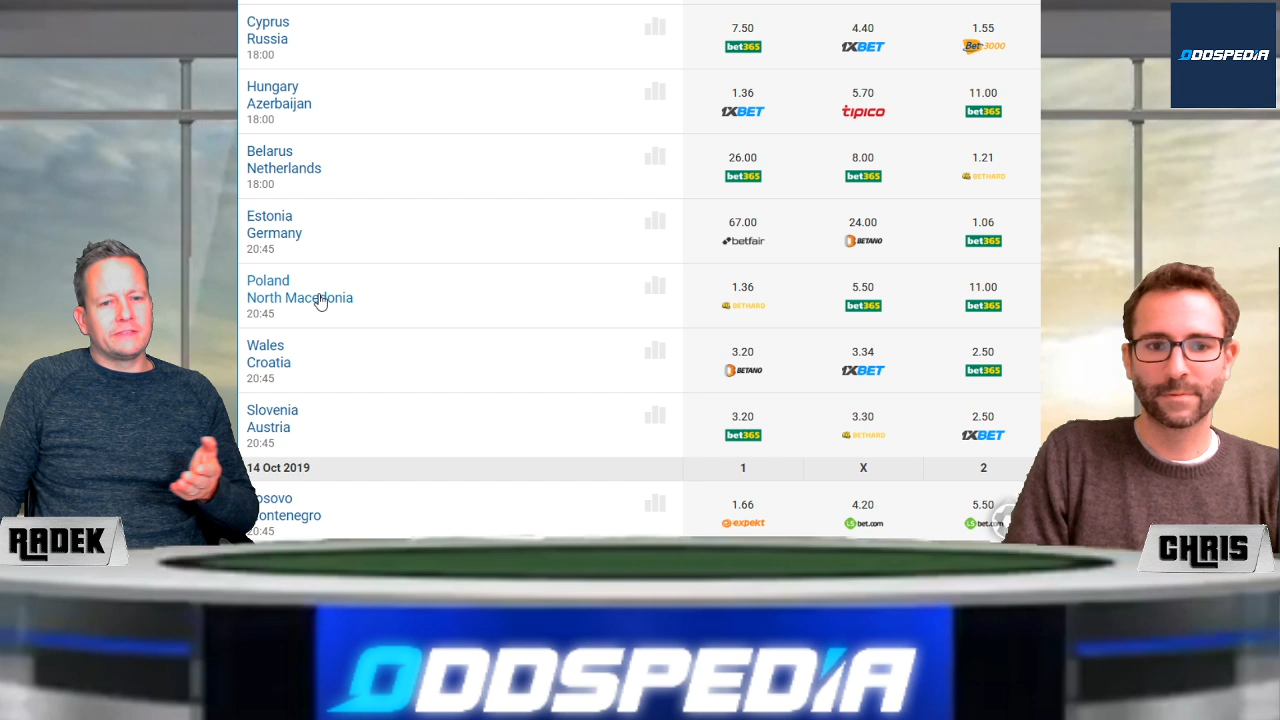 Cyprus
Russia
18:00
7.50 4.40 1.55
bet365 1XBET Bet3000
ODDSPEDIA
Hungary
Azerbaijan
18:00
1.36 5.70 11.00
1XBET tipico bet365
Belarus
Netherlands
18:00
26.00 8.00 1.21
bet365 bet365 BETHARD
Estonia
Germany
20:45
67.00 24.00 1.06
betfair BETANO bet365
Poland
North Macedonia
20:45
1.36 5.50 11.00
BETHARD bet365 bet365
Wales
Croatia
20:45
3.20 3.34 2.50
BETANO 1XBET bet365
Slovenia
Austria
20:45
3.20 3.30 2.50
bet365 BETHARD 1XBET
14 Oct 2019 1 X 2
osovo
ontenegro
20:45
1.66 4.20 5.50
expekt 10bet.com bet.com
RADEK
CHRIS
ODDSPEDIA